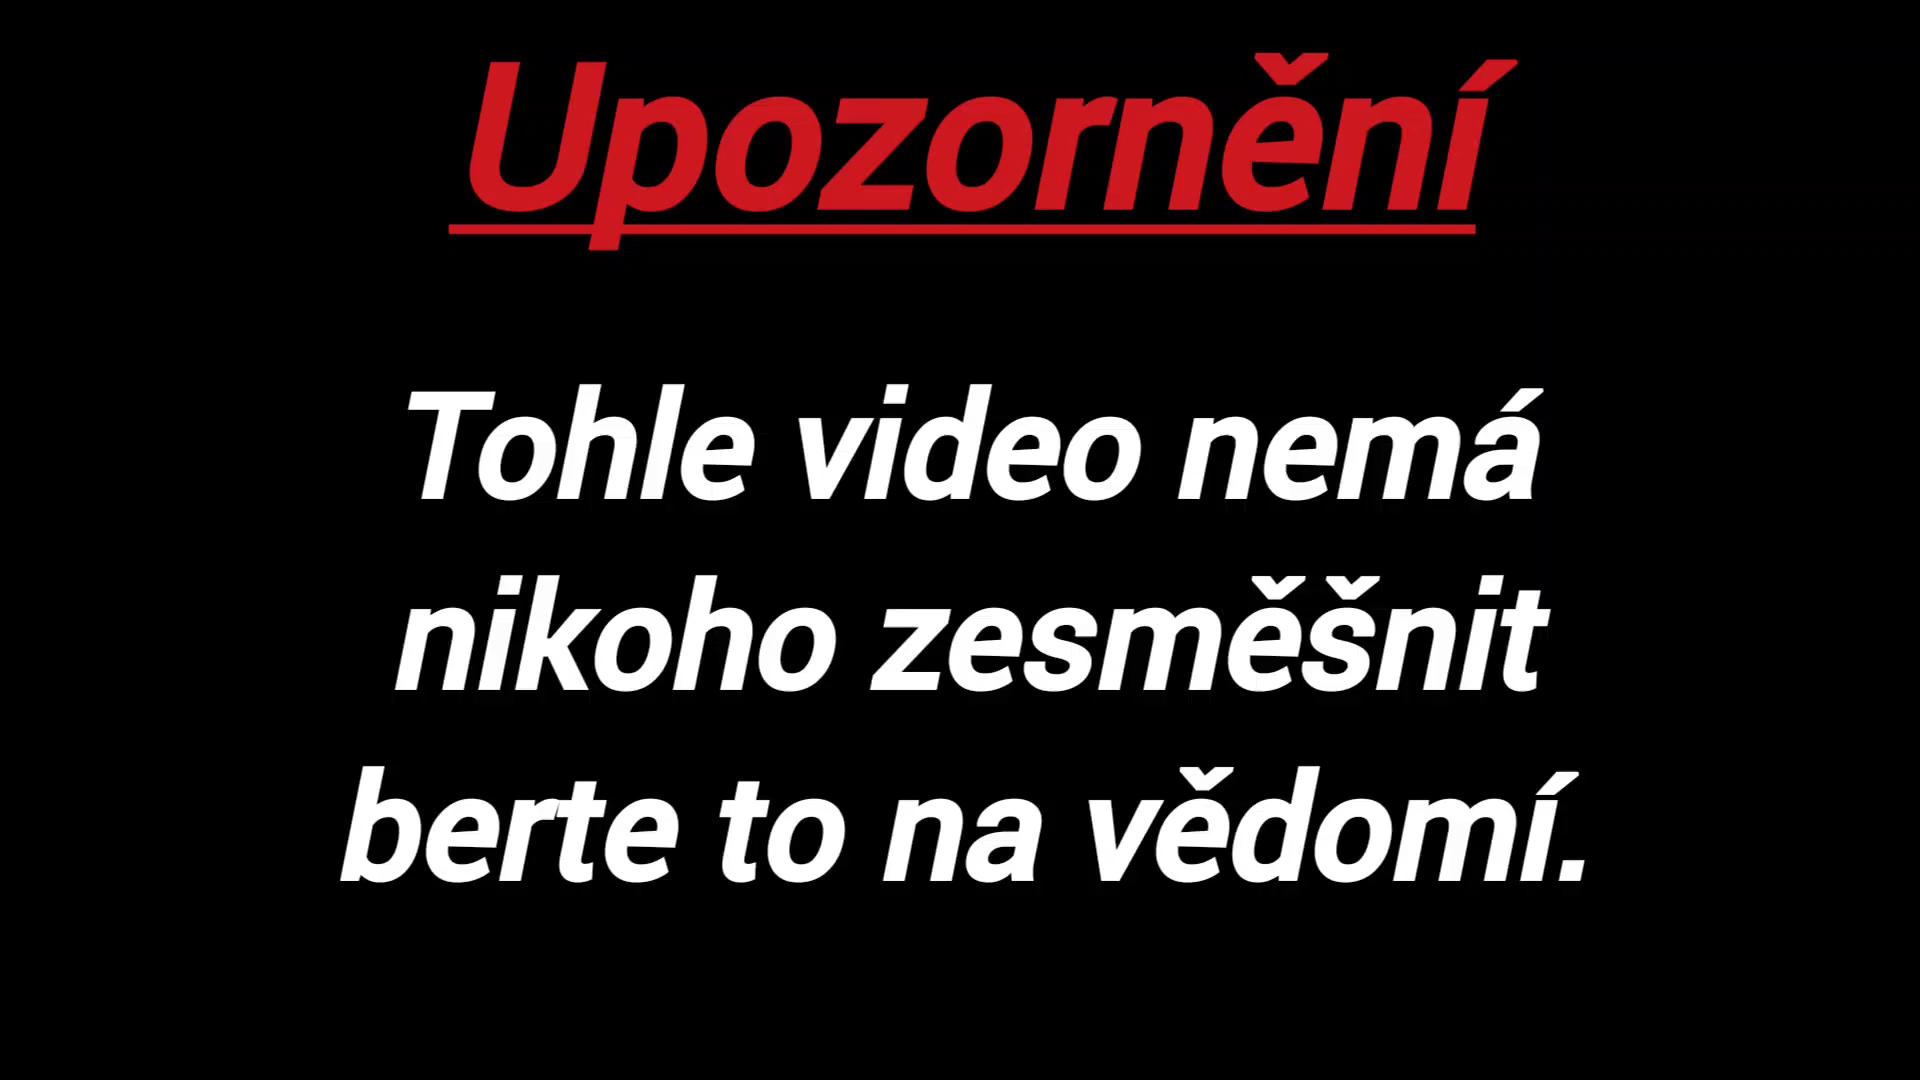 Upozornění
Tohle video nemá
nikoho zesměšnit
berte to na vědomí.